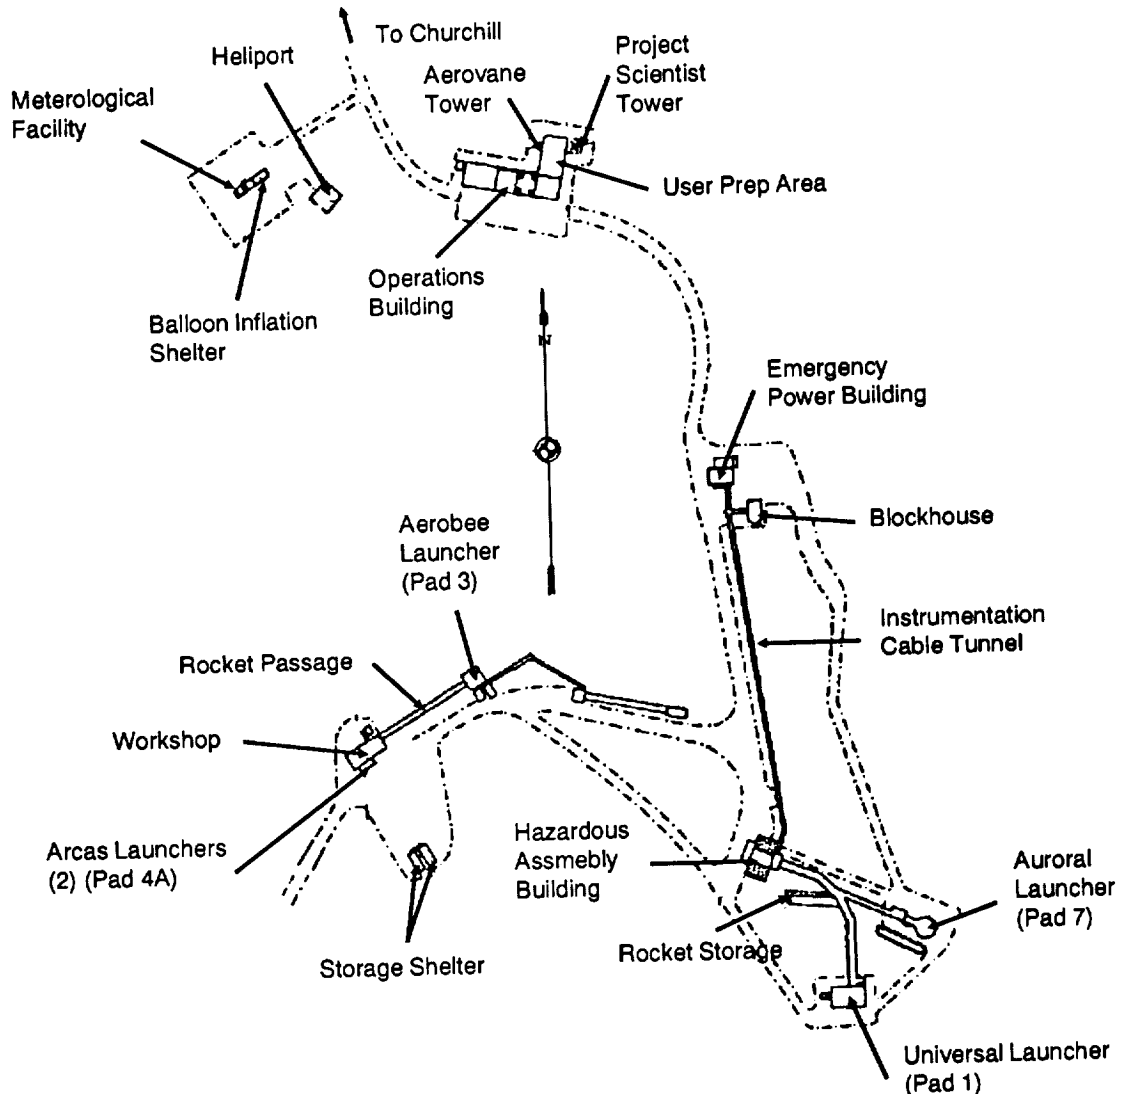 To Churchill
Heliport
Project
Scientist
Tower
Aerovane
Tower
Meterological
Facility
User Prep Area
Operations
Building
Balloon Inflation
Shelter
N
Emergency
Power Building
Blockhouse
Aerobee
Launcher
(Pad 3)
Instrumentation
Cable Tunnel
Rocket Passage
Workshop
Arcas Launchers
(2) (Pad 4A)
Hazardous
Assmebly
Building
Auroral
Launcher
(Pad 7)
Rocket Storage
Storage Shelter
Universal Launcher
(Pad 1)